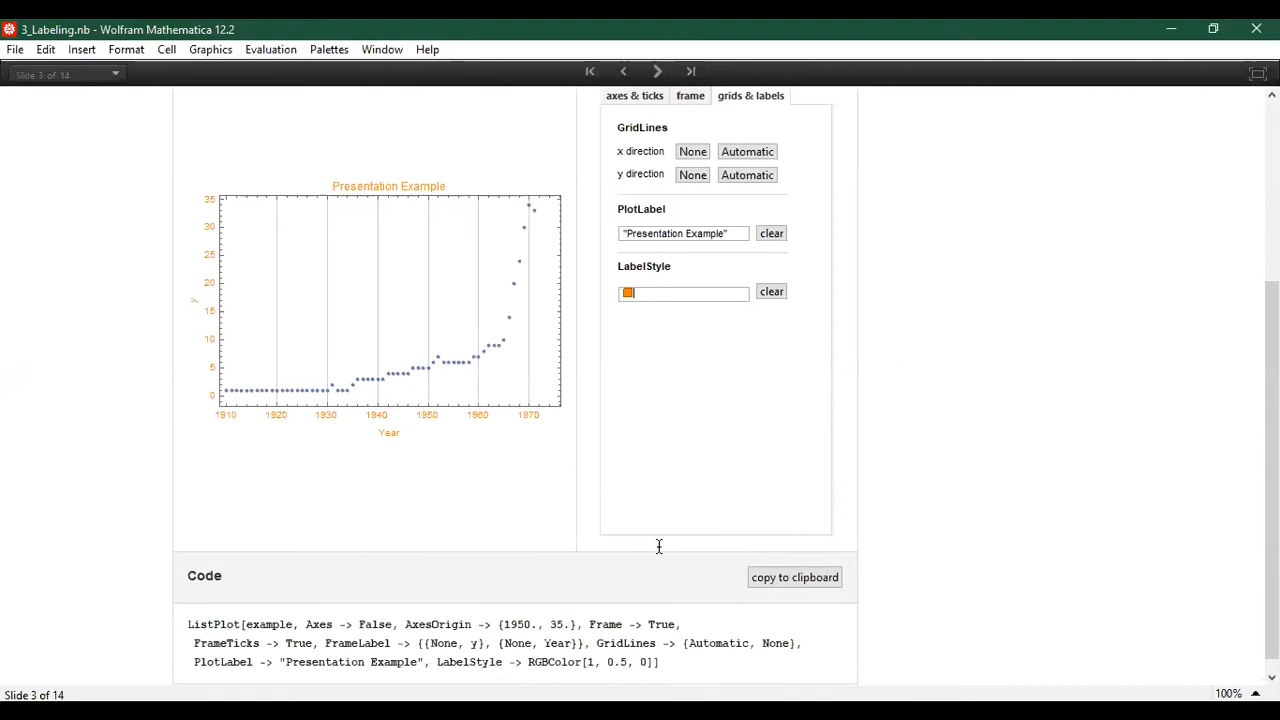 3_Labeling.nb - Wolfram Mathematica 12.2
File Edit Insert Format Cell Graphics Evaluation Palettes Window Help
Slide 3 of 14
axes & ticks frame grids & labels
GridLines
x direction None Automatic
y direction None Automatic
PlotLabel
"Presentation Example" clear
LabelStyle
clear
Presentation Example
35
30
25
20
15
10
5
0
y
1910 1920 1930 1940 1950 1960 1970
Year
Code
copy to clipboard
ListPlot[example, Axes -> False, AxesOrigin -> {1950., 35.}, Frame -> True,
FrameTicks -> True, FrameLabel -> {{None, y}, {None, Year}}, GridLines -> {Automatic, None},
PlotLabel -> "Presentation Example", LabelStyle -> RGBColor[1, 0.5, 0]]
Slide 3 of 14
100%